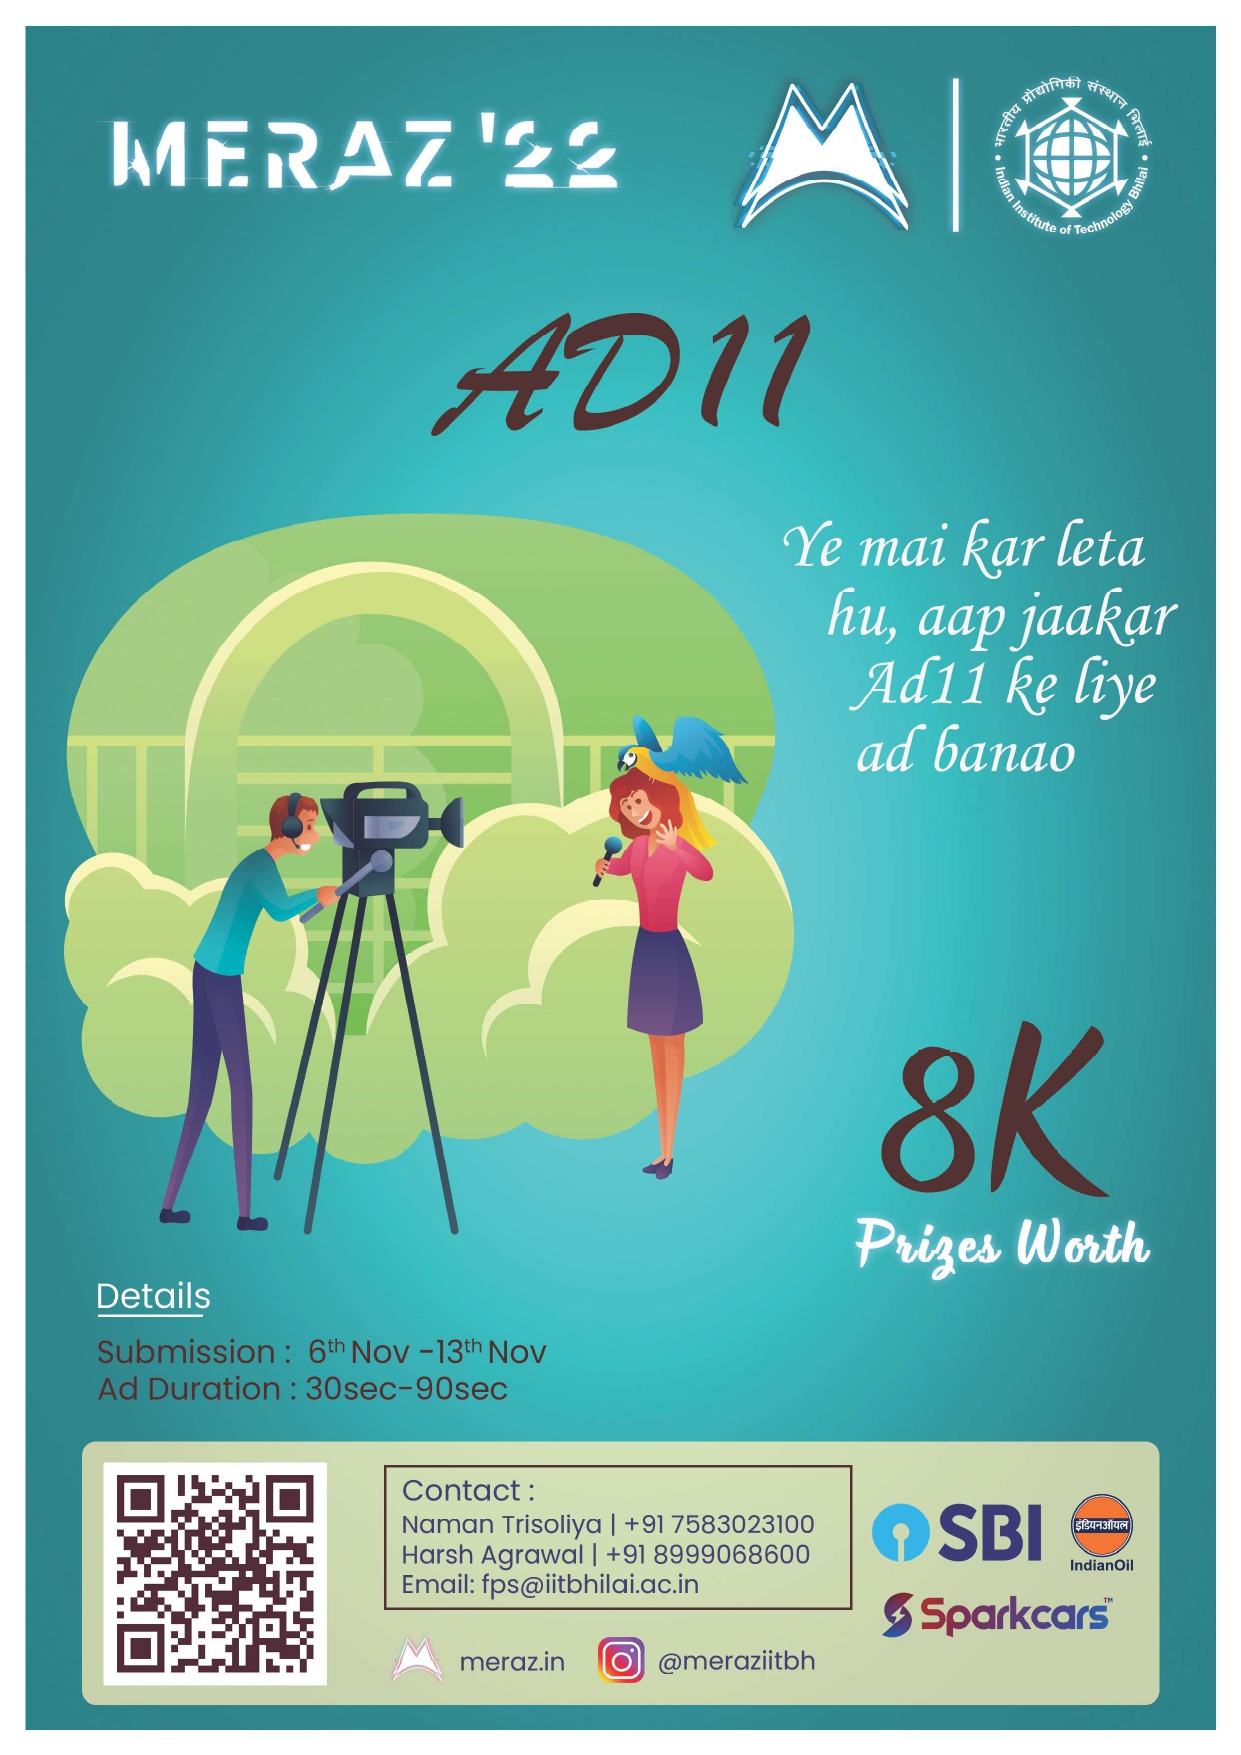 MERAZ '22
भारतीय प्रौद्योगिकी संस्थान भिलाई
Indian Institute of Technology Bhilai
AD11
Ye mai kar leta
hu, aap jaakar
Ad11 ke liye
ad banao
8K
Prizes Worth
Details
Submission : 6th Nov -13th Nov
Ad Duration : 30sec-90sec
Contact :
Naman Trisoliya | +91 7583023100
Harsh Agrawal | +91 8999068600
Email: fps@iitbhilai.ac.in
meraz.in
@meraziitbh
SBI
इंडियनऑयल
IndianOil
Sparkcars™